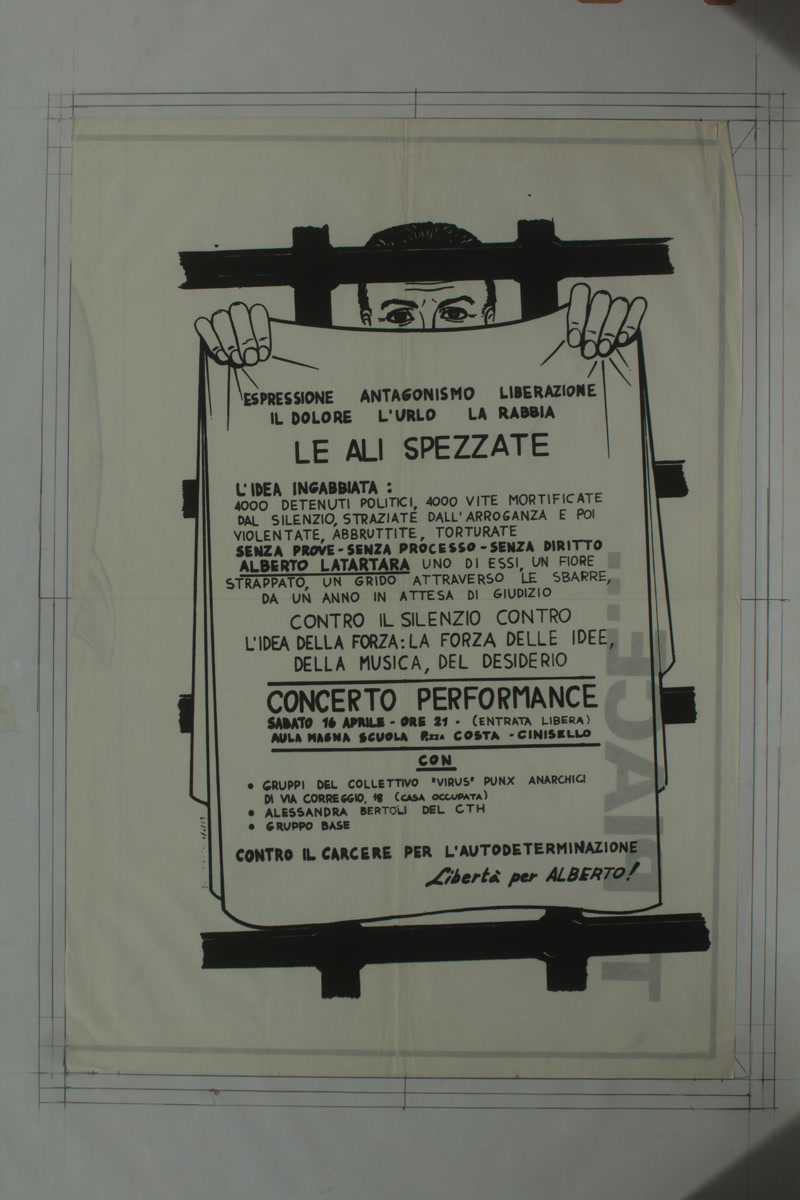 ESPRESSIONE ANTAGONISMO LIBERAZIONE
IL DOLORE L'URLO LA RABBIA
LE ALI SPEZZATE
L'IDEA INGABBIATA :
4000 DETENUTI POLITICI, 4000 VITE MORTIFICATE
DAL SILENZIO, STRAZIATE DALL'ARROGANZA E POI
VIOLENTATE, ABBRUTTITE, TORTURATE
SENZA PROVE - SENZA PROCESSO - SENZA DIRITTO
ALBERTO LATARTARA UNO DI ESSI, UN FIORE
STRAPPATO, UN GRIDO ATTRAVERSO LE SBARRE,
DA UN ANNO IN ATTESA DI GIUDIZIO
CONTRO IL SILENZIO CONTRO
L'IDEA DELLA FORZA: LA FORZA DELLE IDEE,
DELLA MUSICA, DEL DESIDERIO
CONCERTO PERFORMANCE
SABATO 16 APRILE - ORE 21 - (ENTRATA LIBERA)
AULA MAGNA SCUOLA P.zza COSTA - CINISELLO
CON
• GRUPPI DEL COLLETTIVO "VIRUS" PUNX ANARCHICI
DI VIA CORREGGIO, 18 (CASA OCCUPATA)
• ALESSANDRA BERTOLI DEL CTH
• GRUPPO BASE
CONTRO IL CARCERE PER L'AUTODETERMINAZIONE
Libertà per ALBERTO!